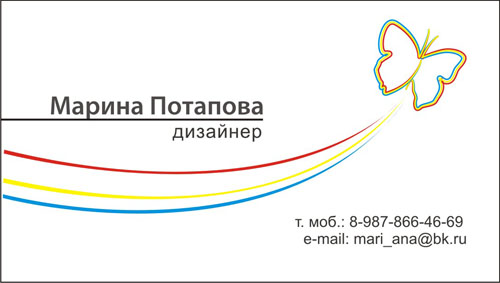 Марина Потапова
дизайнер
т. моб.: 8-987-866-46-69
e-mail: mari_ana@bk.ru